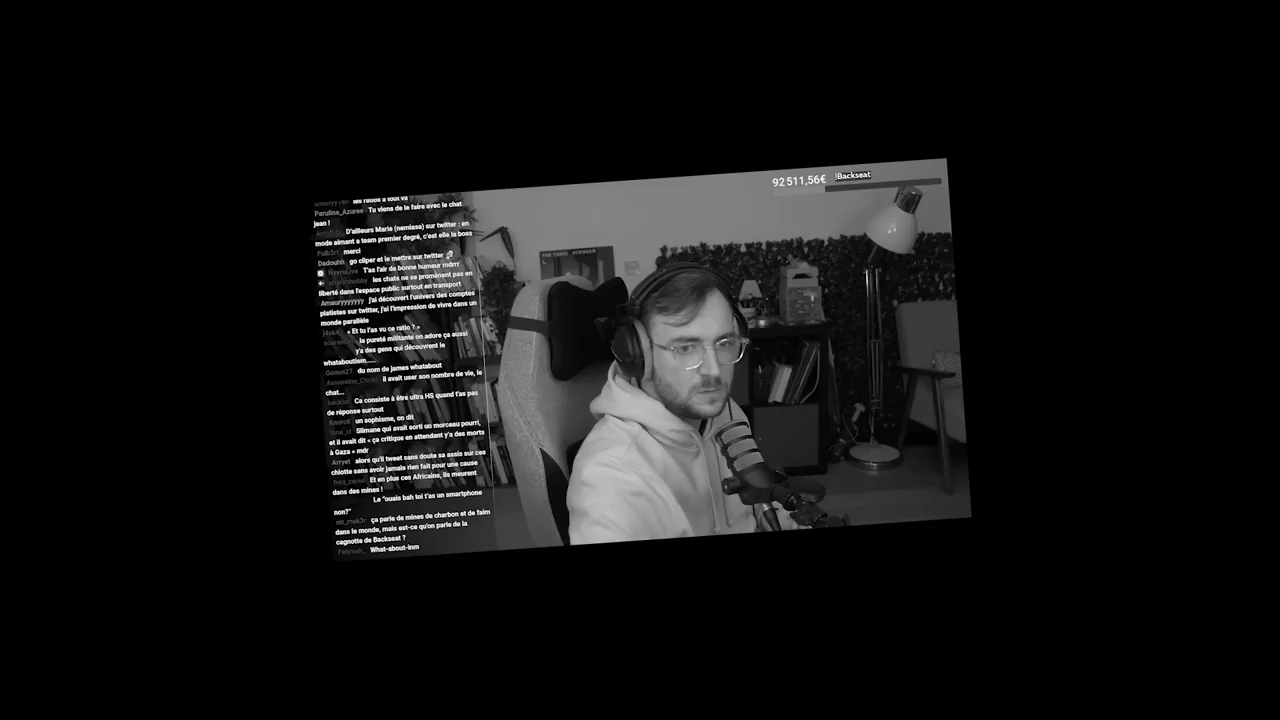 les ratios à tout va
Paruline_Azuree Tu viens de le faire avec le chat
jean !
D'ailleurs Marie (nemiasa) sur twitter : en
mode aimant a team premier degré, c'est elle la boss
merci
Dadouhh go cliper et le mettre sur twitter
T'as l'air de bonne humeur mdrrr
les chats ne se promènent pas en
liberté dans l'espace public surtout en transport
Amauryyyyyyy j'ai découvert l'univers des comptes
platistes sur twitter, j'ai l'impression de vivre dans un
monde parallèle
« Et tu l'as vu ce ratio ? »
la pureté militante on adore ça aussi
y'a des gens qui découvrent le
whataboutism......
Gonon27 du nom de james whatabout
il avait user son nombre de vie, le
chat...
Ca consiste à être ultra HS quand t'as pas
de réponse surtout
un sophisme, on dit
Slimane qui avait sorti un morceau pourri,
et il avait dit « ça critique en attendant y'a des morts
à Gaza » mdr
alors qu'il tweet sans doute sa assis sur ces
chiotte sans avoir jamais rien fait pour une cause
Et en plus ces Africains, ils meurent
dans des mines !
Le "ouais bah toi t'as un smartphone
non?"
ça parle de mines de charbon et de faim
dans le monde, mais est-ce qu'on parle de la
cagnotte de Backseat ?
What-about-inm
92 511,56€ !Backseat